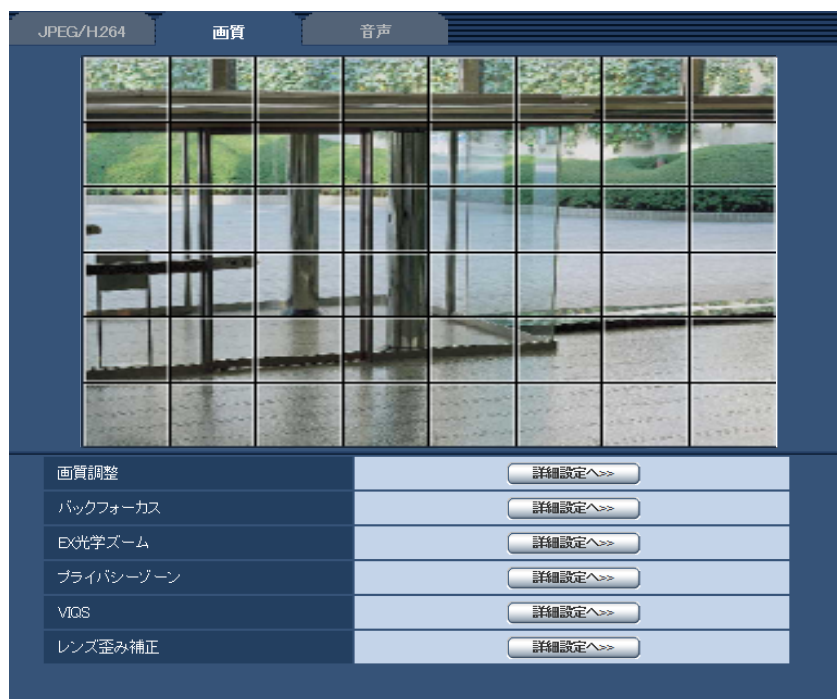 JPEG/H.264 画質 音声
画質調整 詳細設定へ>>
バックフォーカス 詳細設定へ>>
EX光学ズーム 詳細設定へ>>
プライバシーゾーン 詳細設定へ>>
VIQS 詳細設定へ>>
レンズ歪み補正 詳細設定へ>>